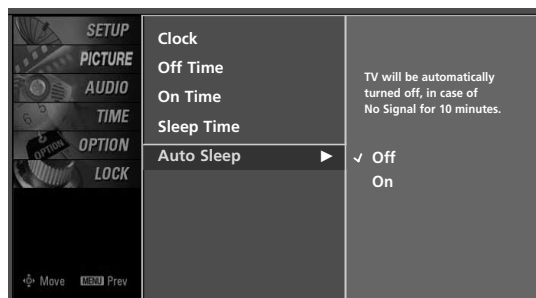 SETUP
PICTURE
AUDIO
TIME
OPTION
LOCK
Move MENU Prev
Clock
Off Time
On Time
Sleep Time
Auto Sleep
TV will be automatically
turned off, in case of
No Signal for 10 minutes.
Off
On